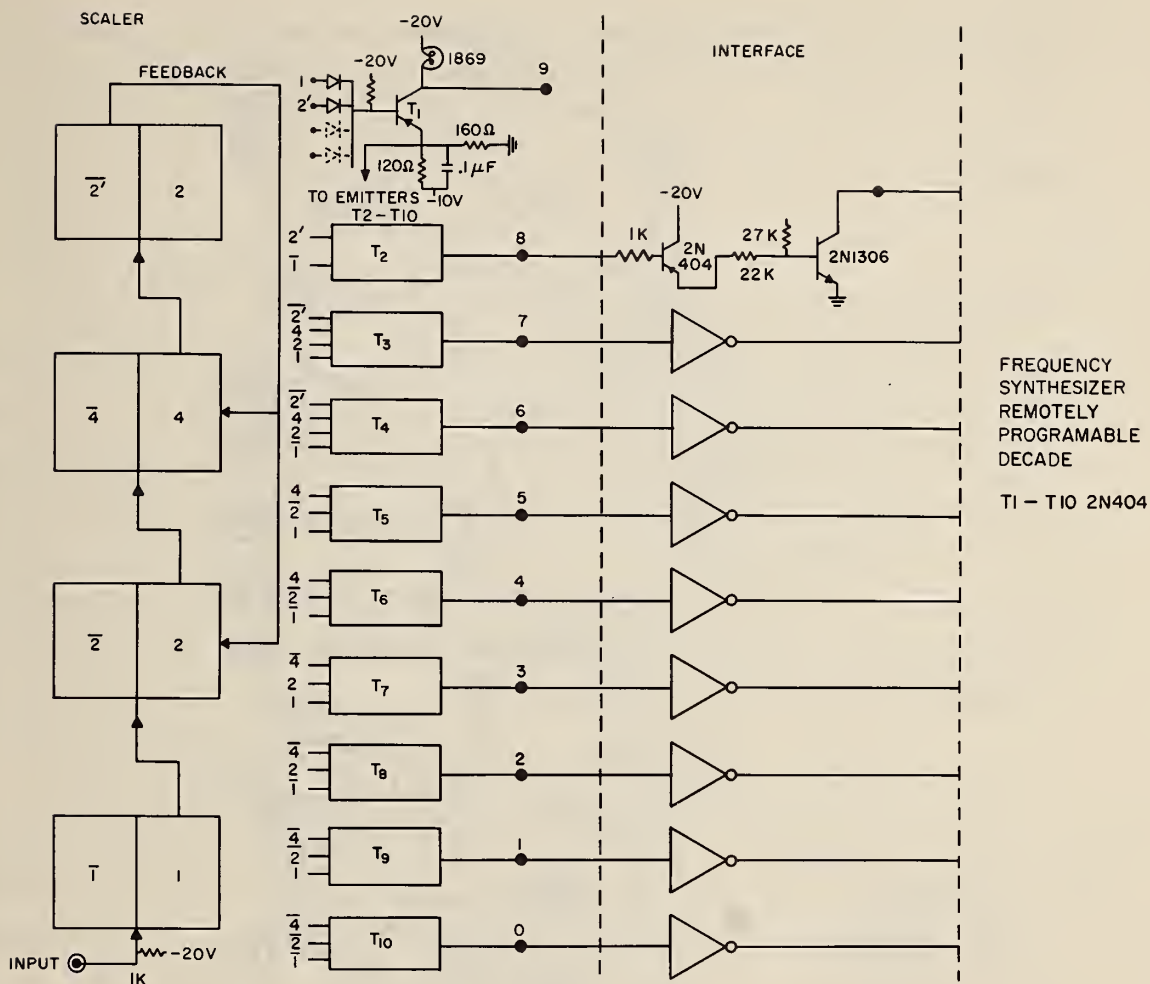 SCALER
-20V
1869
INTERFACE
FEEDBACK
-20V
9
1
2'
T₁
160Ω
120Ω
.1µF
TO EMITTERS -10V
T2-T10
2̅'̅ 2
-20V
2'
1̅
T₂
8
1K
2N
404
27K
22K
2N1306
2̅'̅
4
2
1
T₃
7
4̅ 4
2̅'̅
4
2
1̅
T₄
6
FREQUENCY
SYNTHESIZER
REMOTELY
PROGRAMABLE
DECADE
T1 - T10 2N404
4
2̅
1
T₅
5
2̅ 2
4
2̅
1̅
T₆
4
4̅
2
1
T₇
3
4̅
2
1̅
T₈
2
1̅ 1
4̅
2̅
1
T₉
1
4̅
2̅
1̅
T₁₀
0
INPUT
-20V
1K